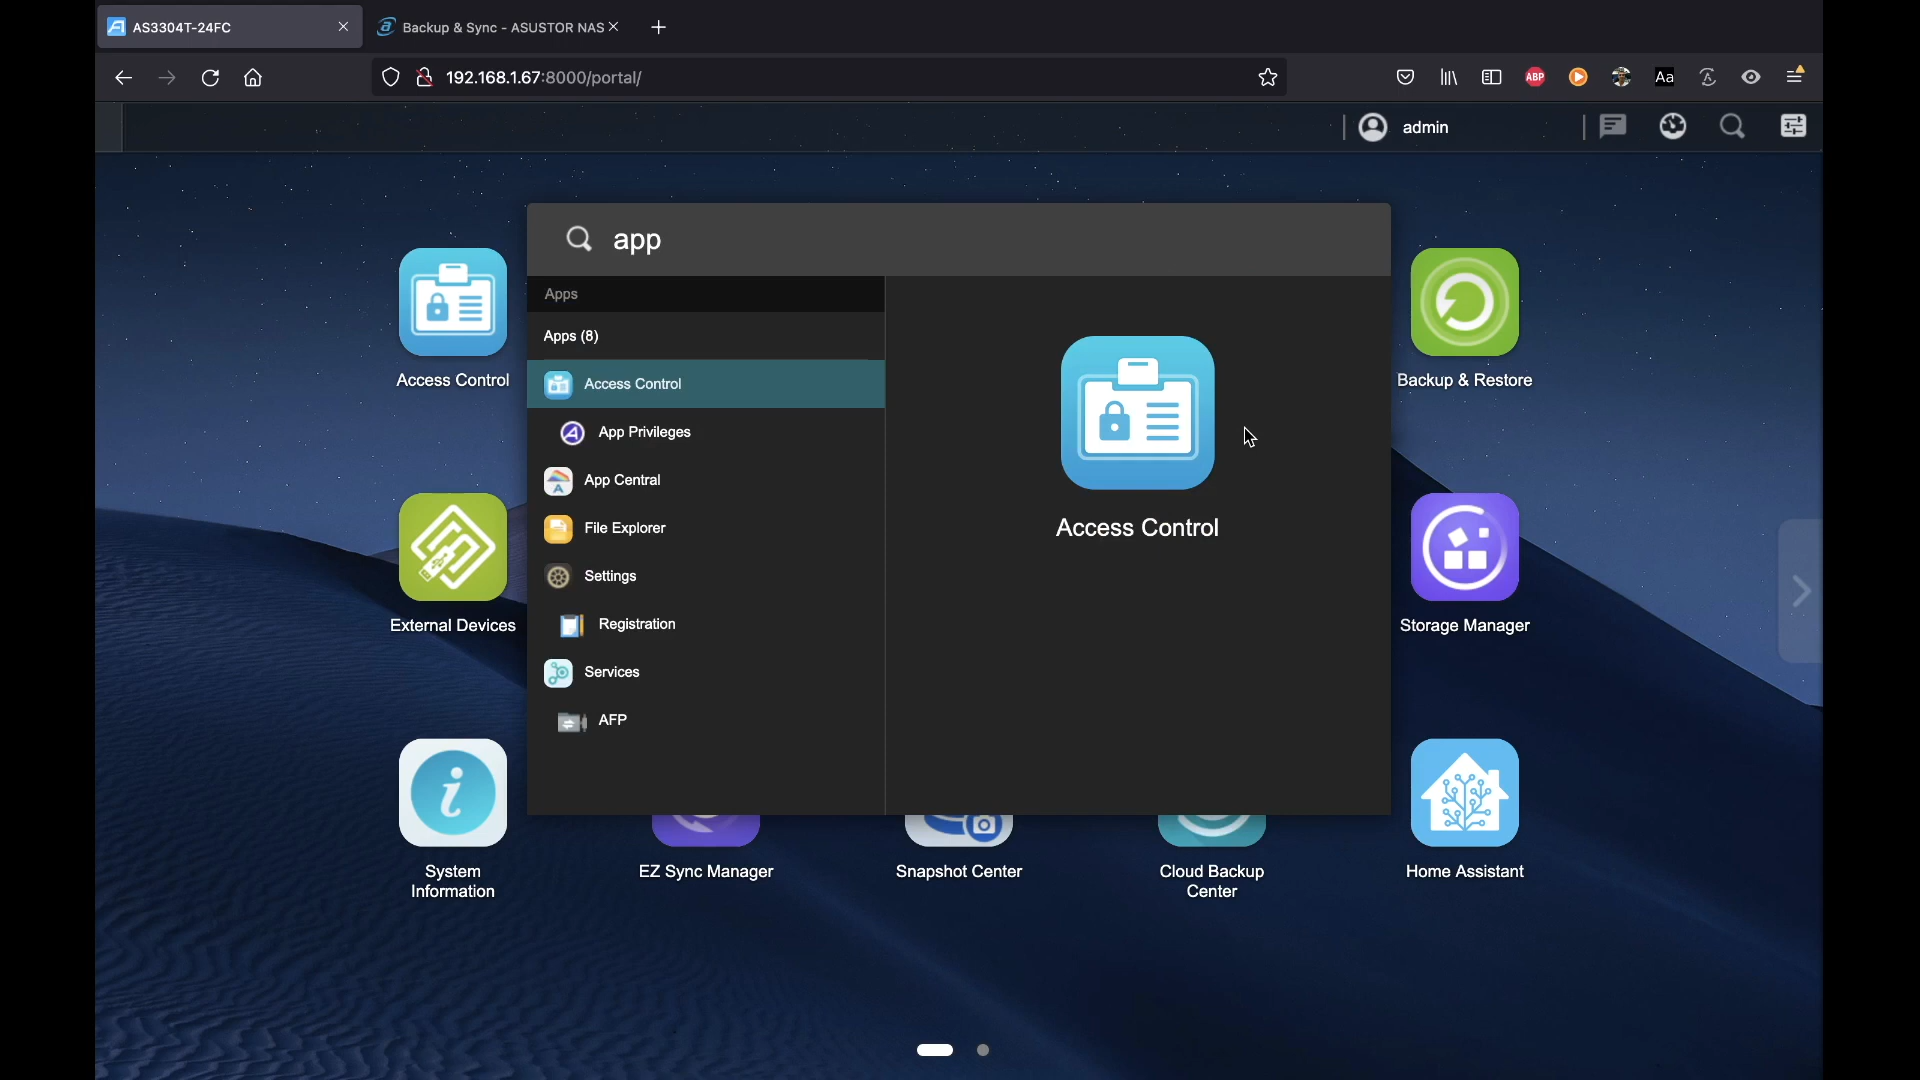 AS3304T-24FC
Backup & Sync - ASUSTOR NAS
192.168.1.67:8000/portal/
ABP
Aa
admin
app
Apps
Apps (8)
Access Control
App Privileges
App Central
File Explorer
Settings
Registration
Services
AFP
Access Control
Access Control
Backup & Restore
External Devices
Storage Manager
System
Information
EZ Sync Manager
Snapshot Center
Cloud Backup
Center
Home Assistant